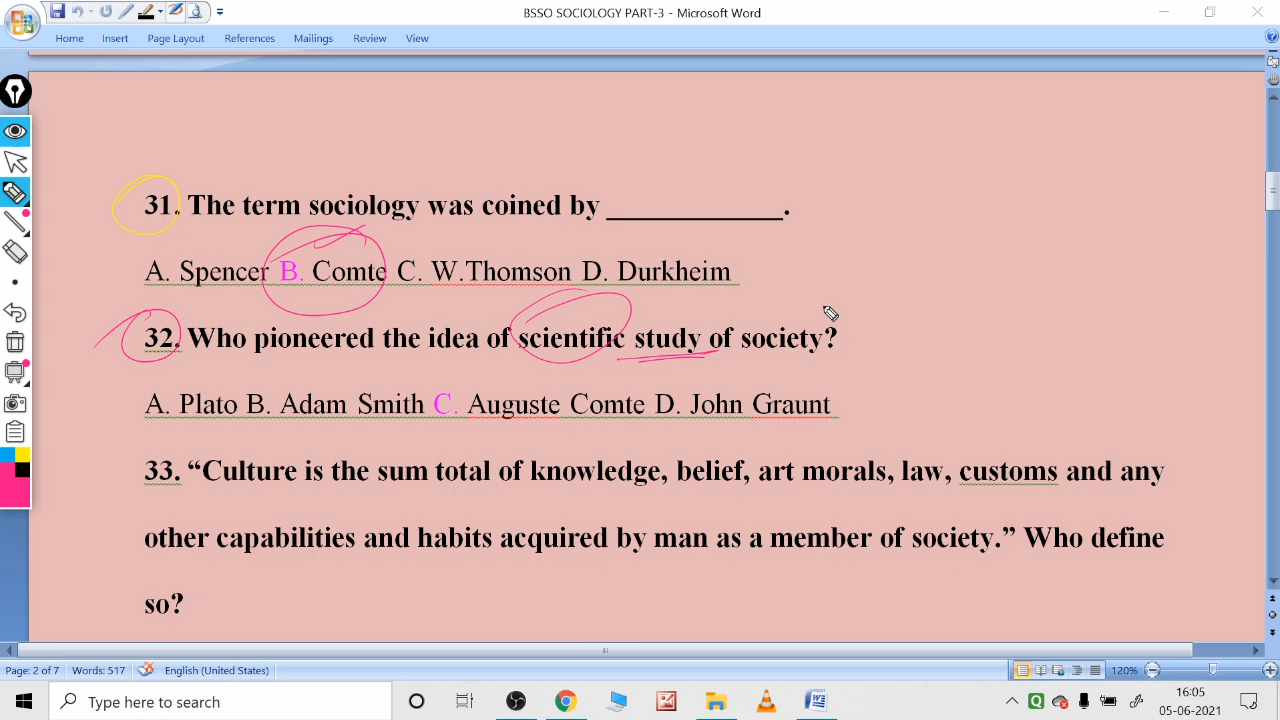 BSSO SOCIOLOGY PART-3 - Microsoft Word
Home Insert Page Layout References Mailings Review View
31. The term sociology was coined by _____________.
A. Spencer B. Comte C. W.Thomson D. Durkheim
32. Who pioneered the idea of scientific study of society?
A. Plato B. Adam Smith C. Auguste Comte D. John Graunt
33. “Culture is the sum total of knowledge, belief, art morals, law, customs and any
other capabilities and habits acquired by man as a member of society.” Who define
so?
Page: 2 of 7 Words: 517 English (United States) 120%
Type here to search 16:05
05-06-2021